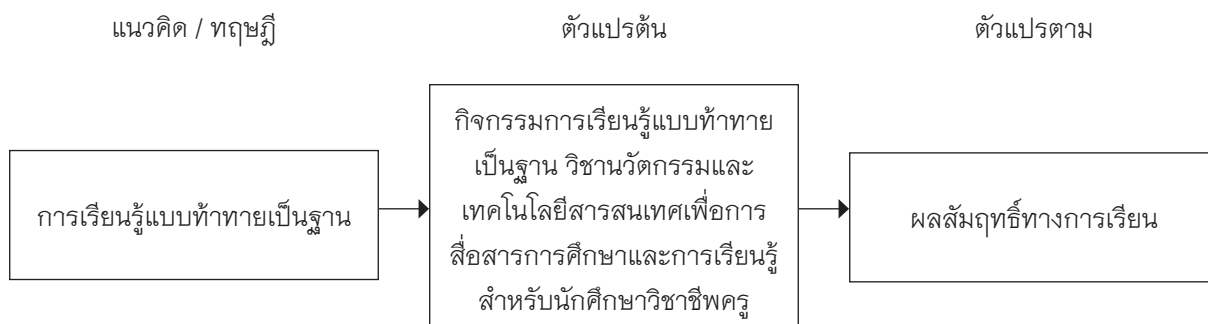 แนวคิด / ทฤษฎี
ตัวแปรต้น
ตัวแปรตาม
การเรียนรู้แบบท้าทายเป็นฐาน
กิจกรรมการเรียนรู้แบบท้าทาย
เป็นฐาน วิชานวัตกรรมและ
เทคโนโลยีสารสนเทศเพื่อการ
สื่อสารการศึกษาและการเรียนรู้
สำหรับนักศึกษาวิชาชีพครู
ผลสัมฤทธิ์ทางการเรียน